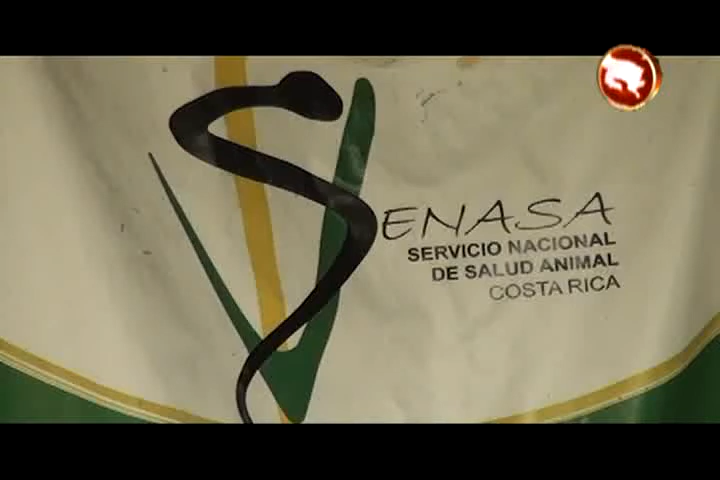 SENASA
SERVICIO NACIONAL
DE SALUD ANIMAL
COSTA RICA